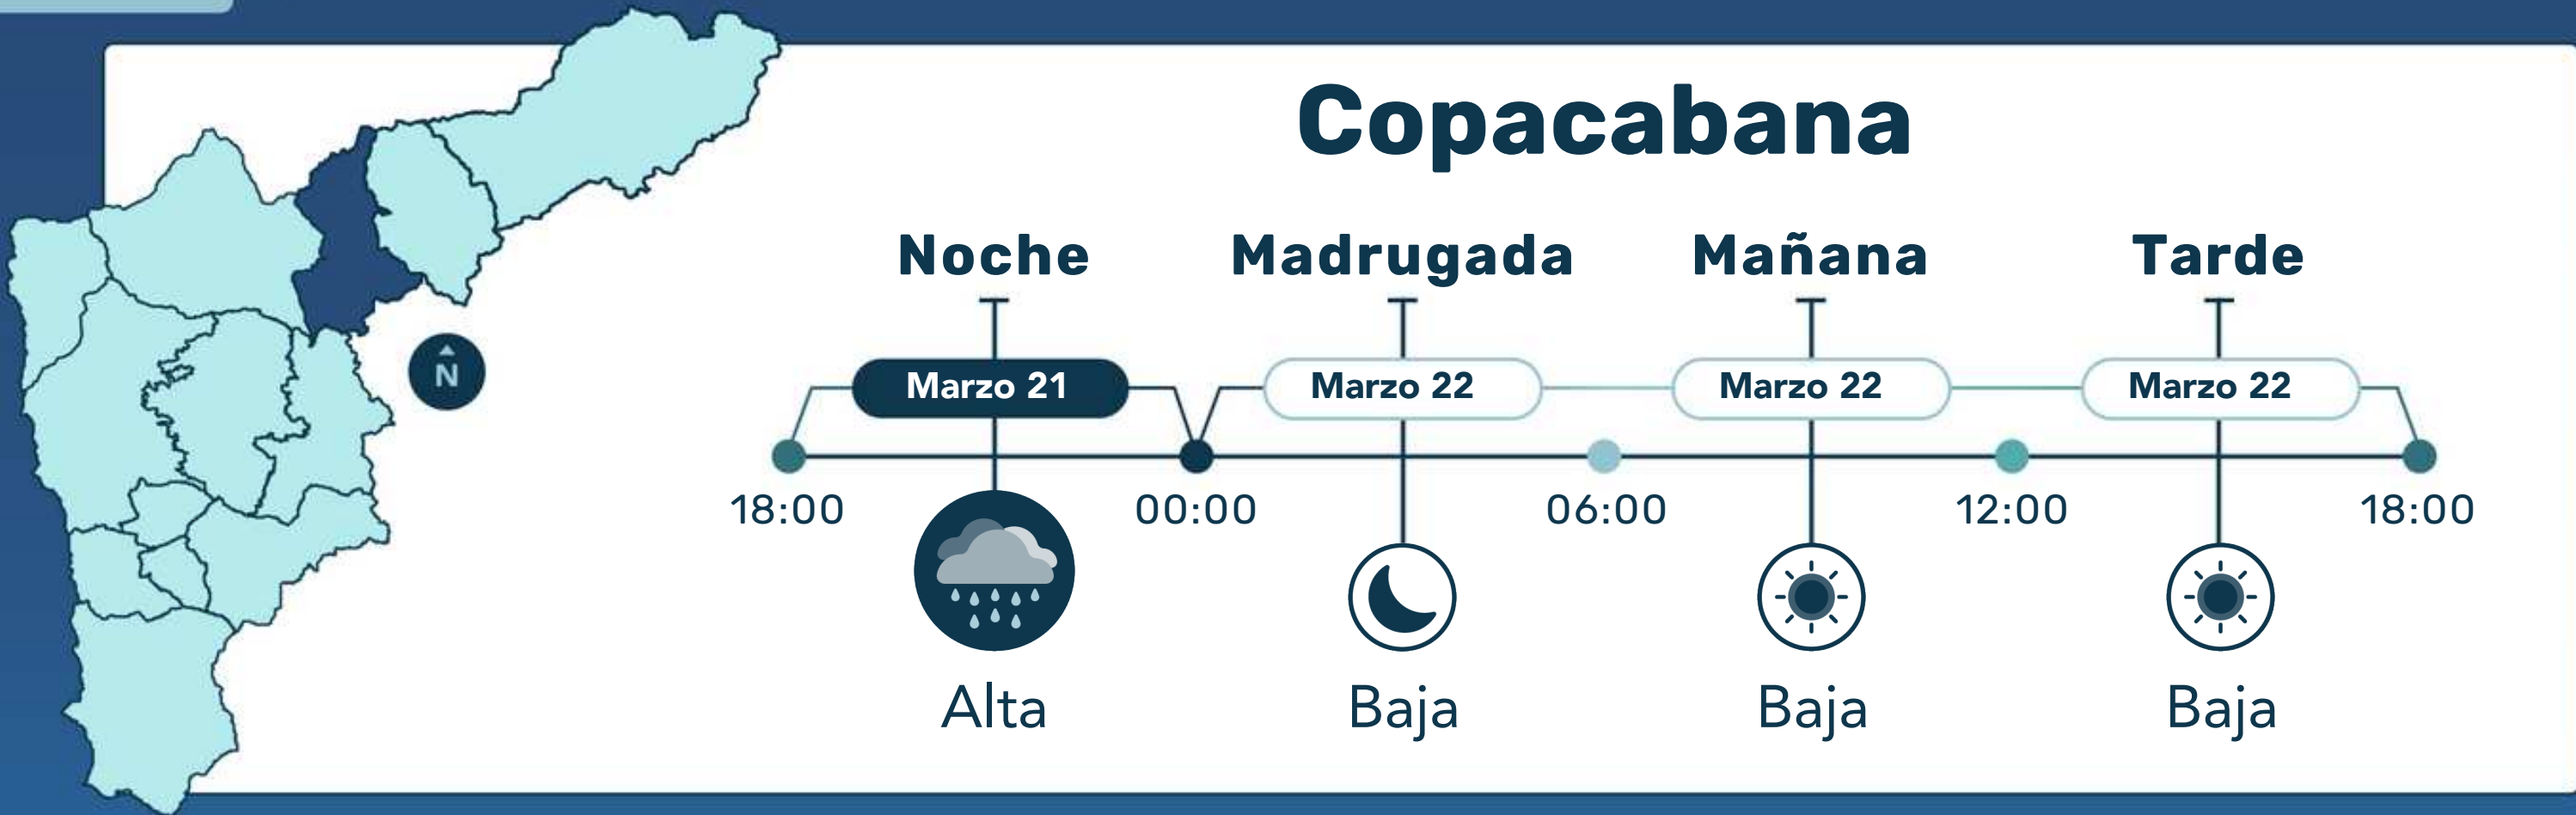 Copacabana
Noche Madrugada Mañana Tarde
Marzo 21 Marzo 22 Marzo 22 Marzo 22
N
18:00 00:00 06:00 12:00 18:00
Alta Baja Baja Baja